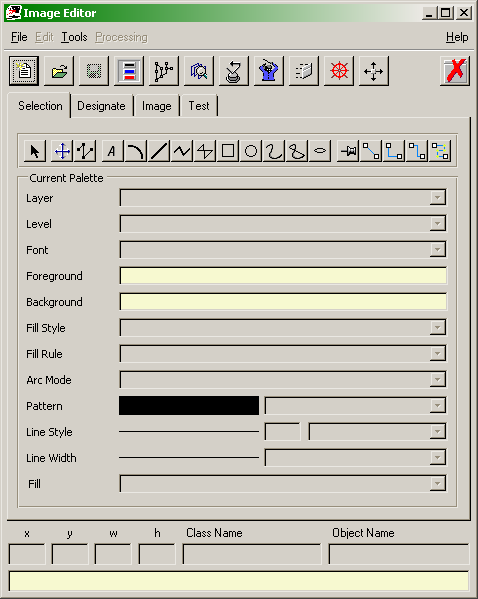 Image Editor
File Edit Tools Processing Help
Selection Designate Image Test
A
Current Palette
Layer
Level
Font
Foreground
Background
Fill Style
Fill Rule
Arc Mode
Pattern
Line Style
Line Width
Fill
x y w h Class Name Object Name